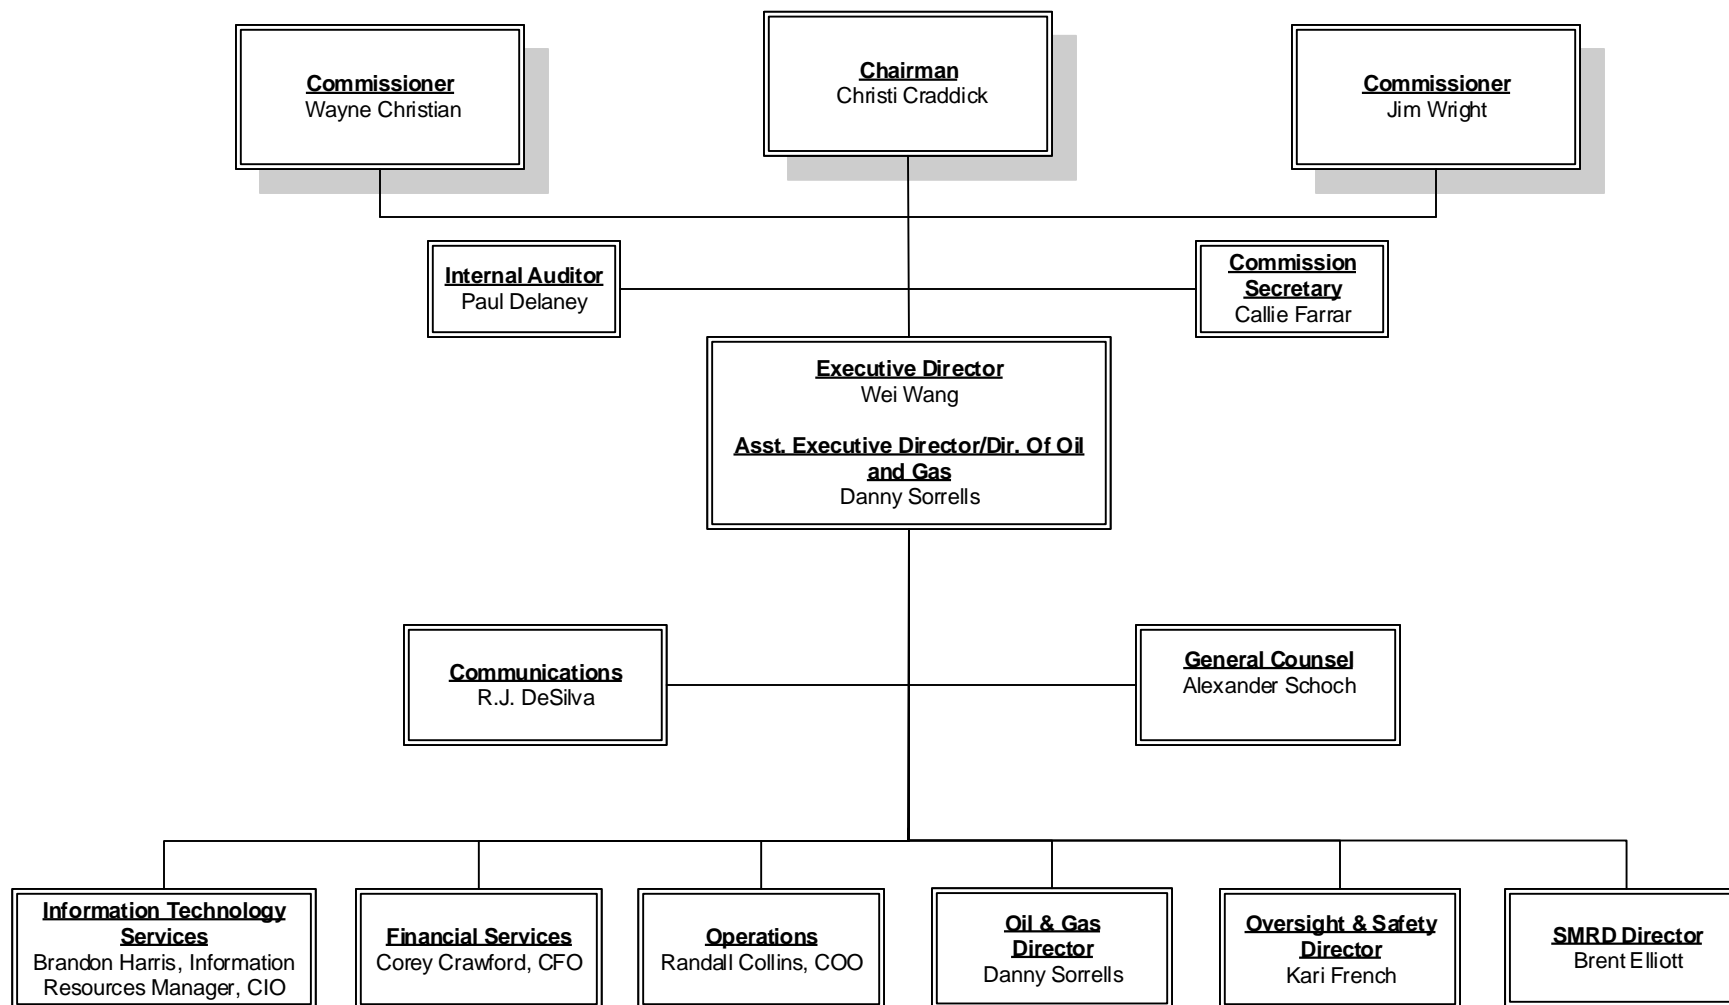 Commissioner
Wayne Christian
Chairman
Christi Craddick
Commissioner
Jim Wright
Internal Auditor
Paul Delaney
Commission
Secretary
Callie Farrar
Executive Director
Wei Wang
Asst. Executive Director/Dir. Of Oil
and Gas
Danny Sorrells
Communications
R.J. DeSilva
General Counsel
Alexander Schoch
Information Technology
Services
Brandon Harris, Information
Resources Manager, CIO
Financial Services
Corey Crawford, CFO
Operations
Randall Collins, COO
Oil & Gas
Director
Danny Sorrells
Oversight & Safety
Director
Kari French
SMRD Director
Brent Elliott